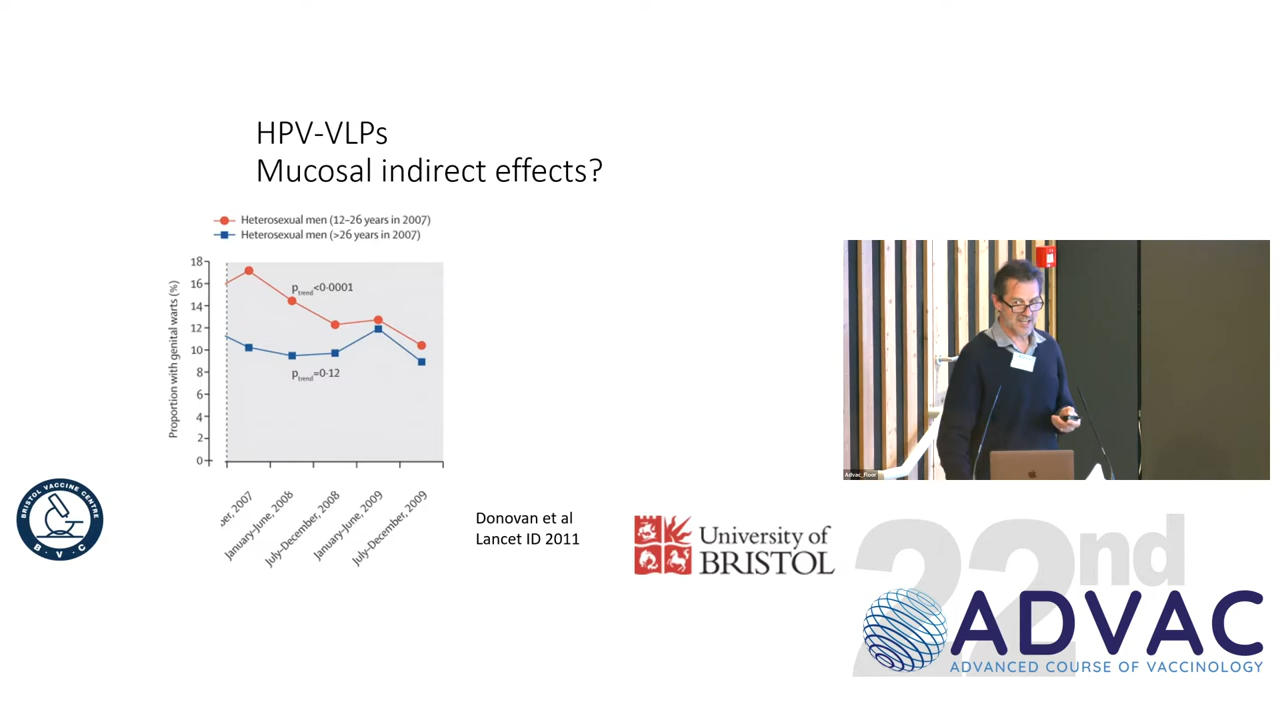 HPV-VLPs
Mucosal indirect effects?
Heterosexual men (12–26 years in 2007)
Heterosexual men (>26 years in 2007)
Proportion with genital warts (%)
18
16
14
12
10
8
6
4
2
0
ptrend<0·0001
ptrend=0·12
ber, 2007
January–June, 2008
July–December, 2008
January–June, 2009
July–December, 2009
Donovan et al
Lancet ID 2011
BRISTOL VACCINE CENTRE
B · V · C
University of
BRISTOL
Advac_floor
22nd
ADVAC
ADVANCED COURSE OF VACCINOLOGY